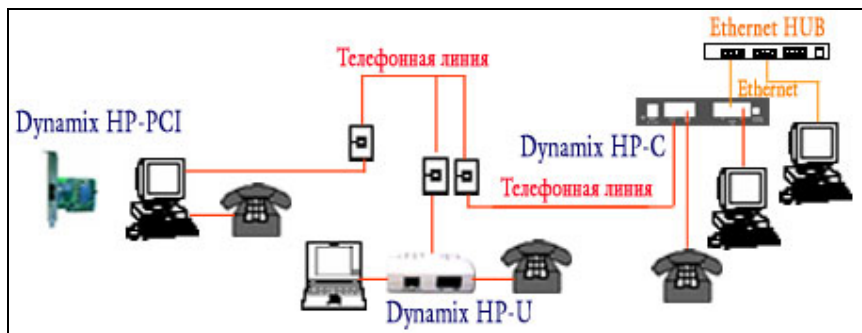 Ethernet HUB
Телефонная линия
Ethernet
Dynamix HP-PCI
Dynamix HP-C
Телефонная линия
Dynamix HP-U